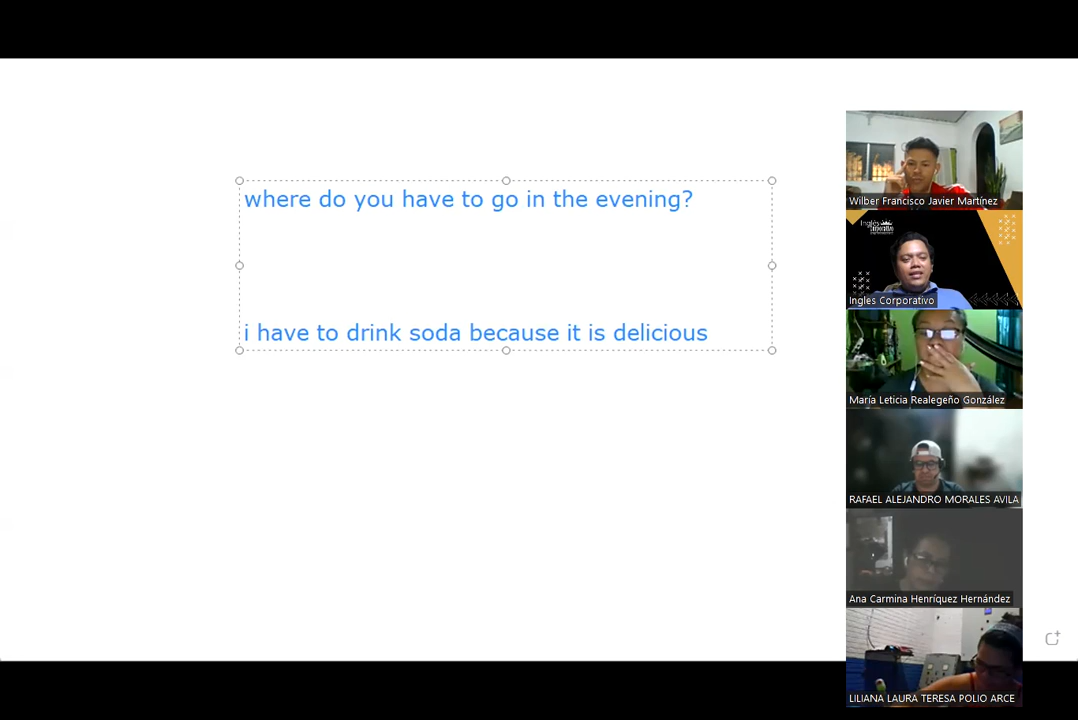 where do you have to go in the evening?
i have to drink soda because it is delicious
Wilber Francisco Javier Martínez
Inglés
Corporativo
Ingles Corporativo
María Leticia Realegeño González
RAFAEL ALEJANDRO MORALES AVILA
Ana Carmina Henríquez Hernández
LILIANA LAURA TERESA POLIO ARCE